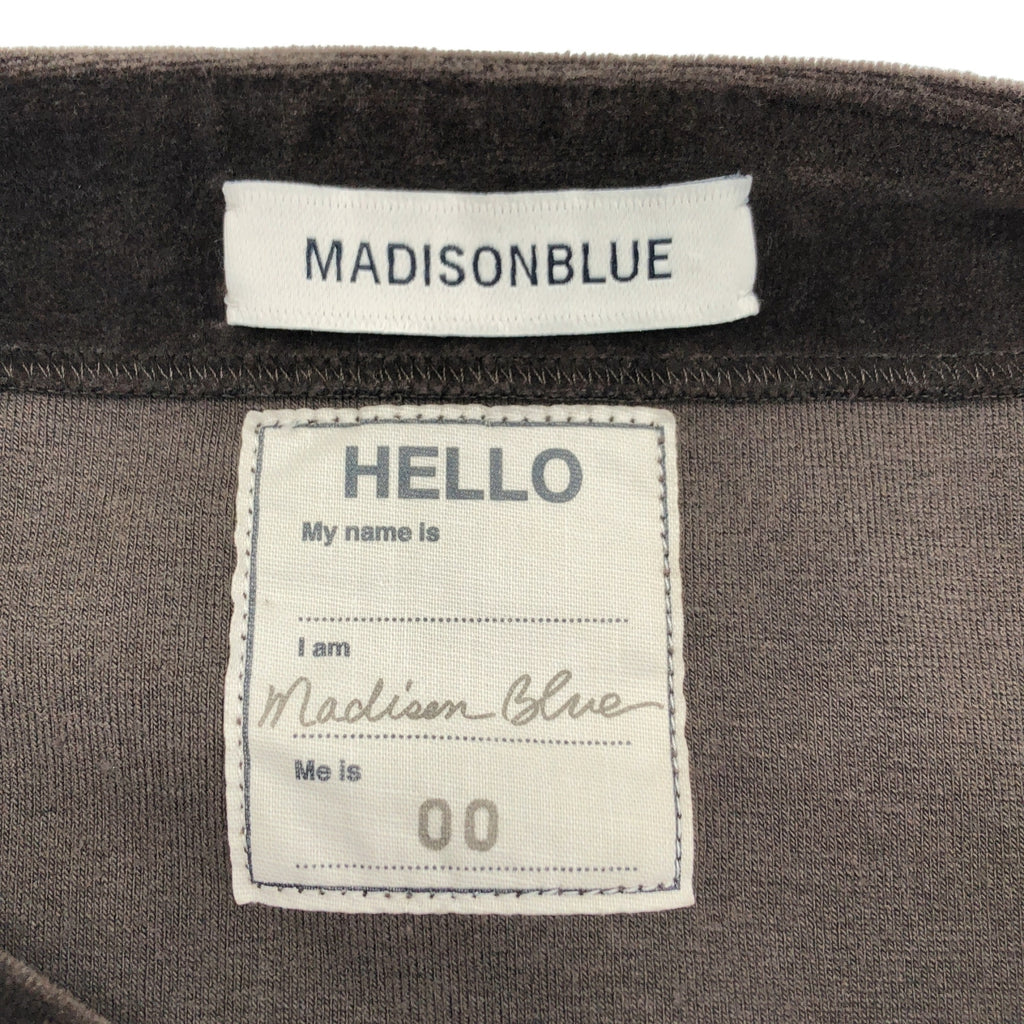 MADISONBLUE
HELLO
My name is
I am
Madison Blue
Me is
00